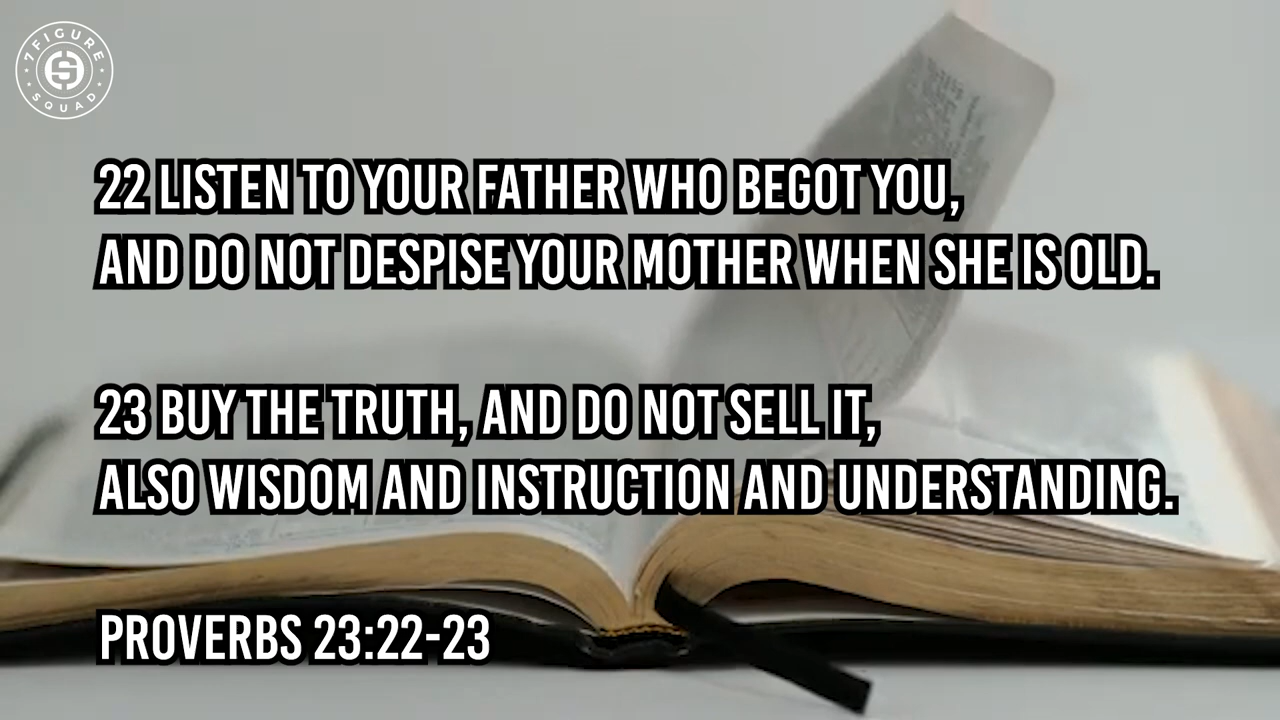 7FIGURE
SQUAD
22 LISTEN TO YOUR FATHER WHO BEGOT YOU,
AND DO NOT DESPISE YOUR MOTHER WHEN SHE IS OLD.
23 BUY THE TRUTH, AND DO NOT SELL IT,
ALSO WISDOM AND INSTRUCTION AND UNDERSTANDING.
PROVERBS 23:22-23